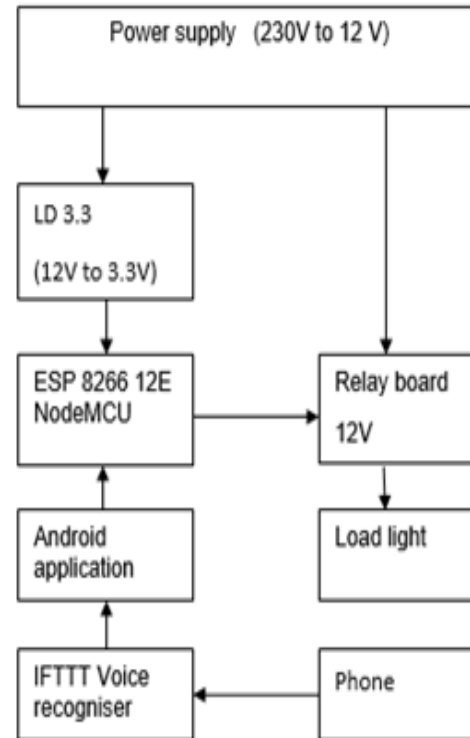 Power supply (230V to 12 V)
LD 3.3
(12V to 3.3V)
ESP 8266 12E
NodeMCU
Relay board
12V
Android
application
Load light
IFTTT Voice
recogniser
Phone